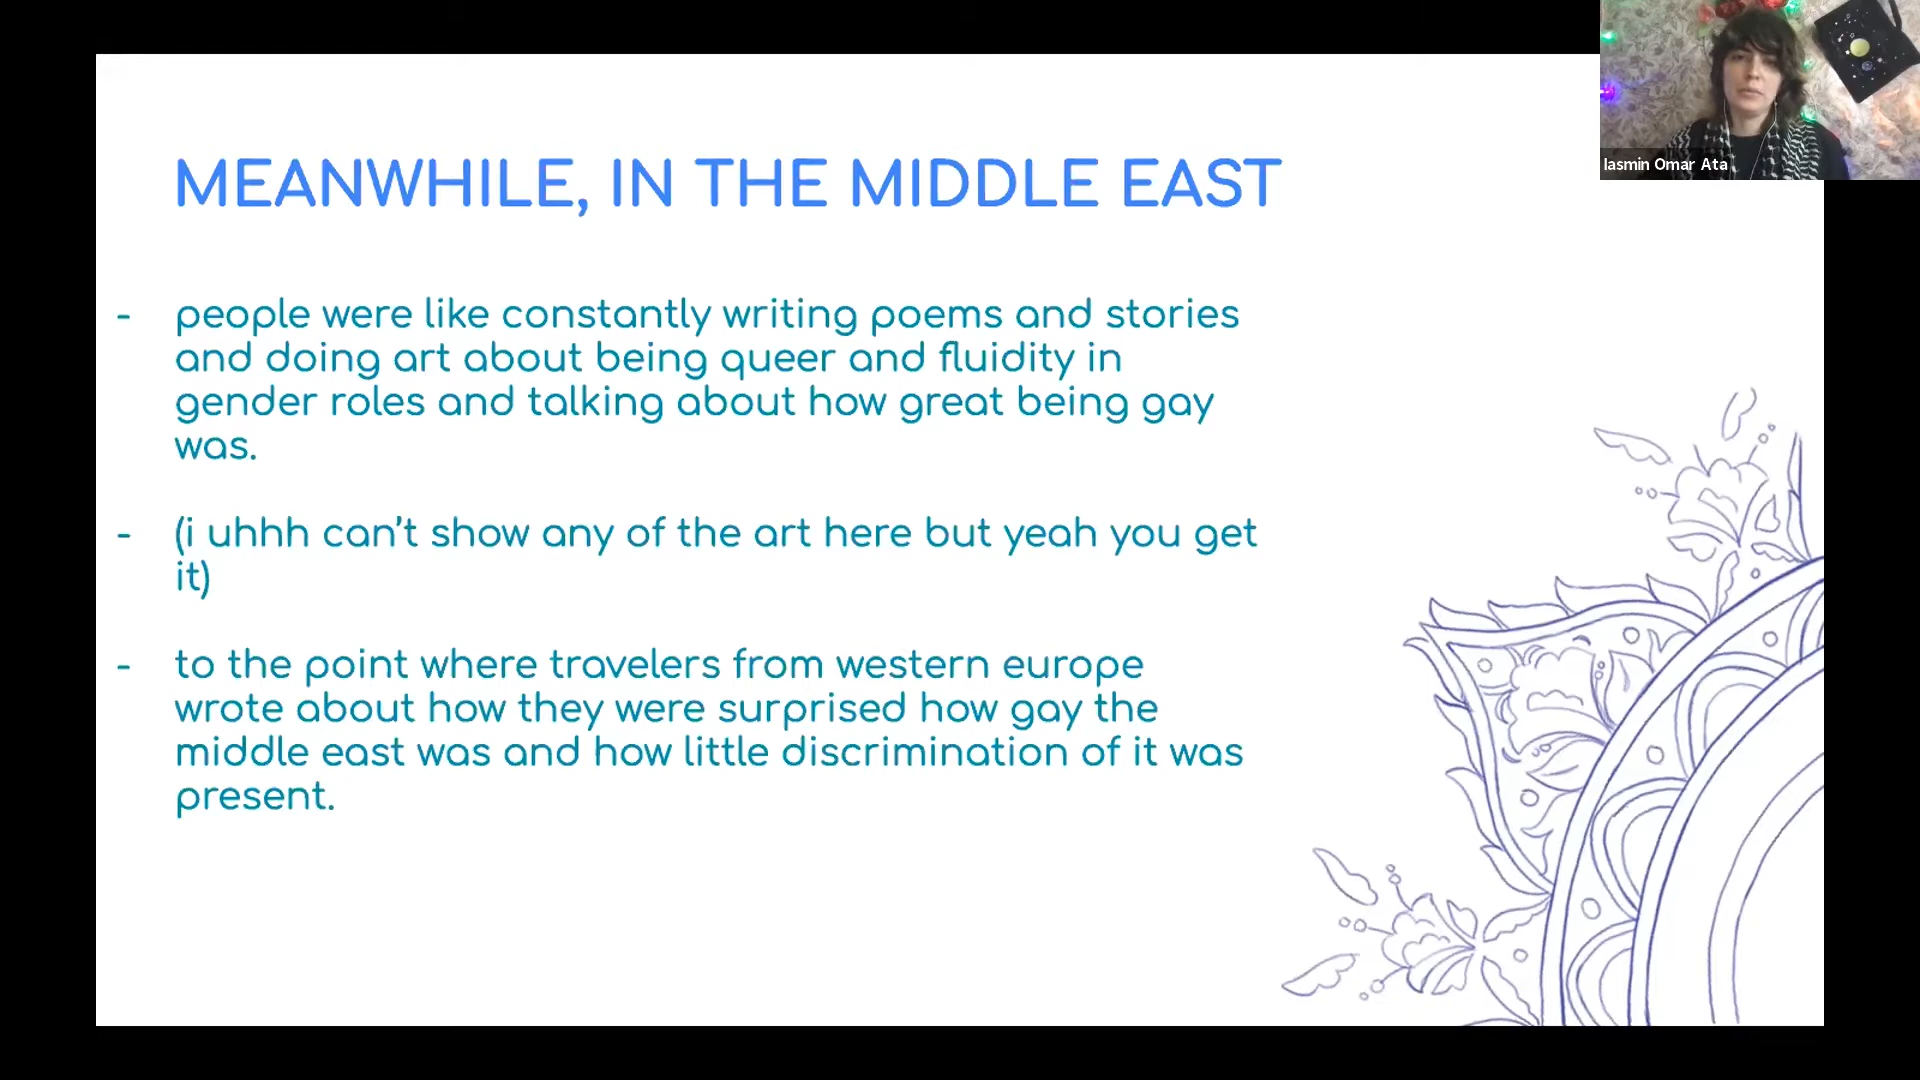 Iasmin Omar Ata
MEANWHILE, IN THE MIDDLE EAST
- people were like constantly writing poems and stories
and doing art about being queer and fluidity in
gender roles and talking about how great being gay
was.
- (i uhhh can't show any of the art here but yeah you get
it)
- to the point where travelers from western europe
wrote about how they were surprised how gay the
middle east was and how little discrimination of it was
present.